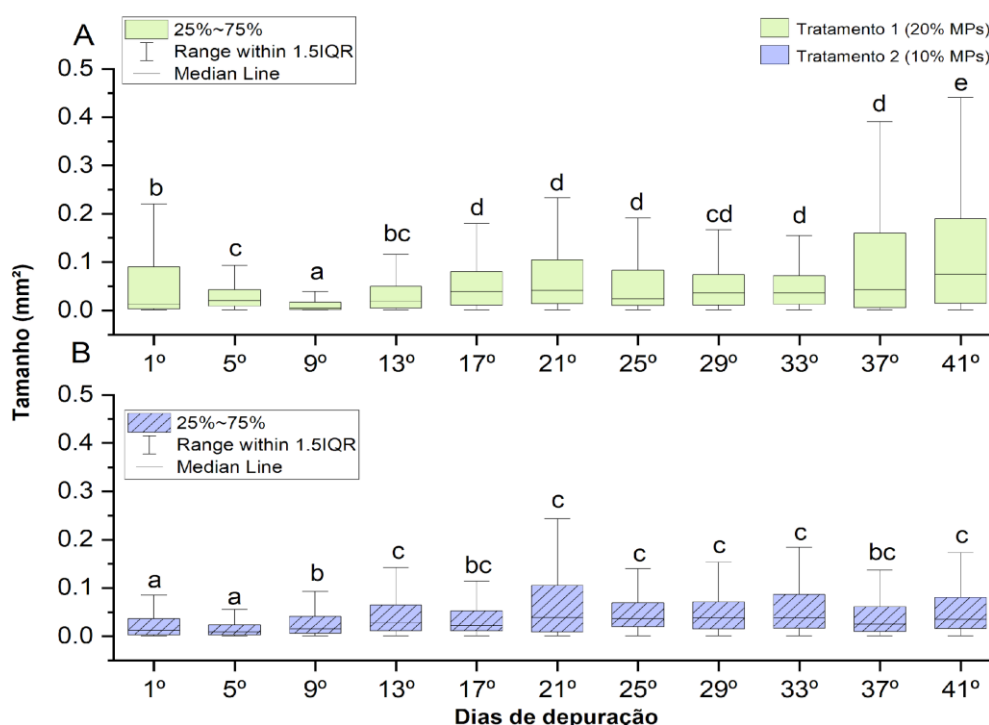 A
25%~75%
Range within 1.5IQR
Median Line
Tratamento 1 (20% MPs)
Tratamento 2 (10% MPs)
0.5
0.4
0.3
0.2
0.1
0.0
b c a bc d d d cd d d e
1º 5º 9º 13º 17º 21º 25º 29º 33º 37º 41º
Tamanho (mm²)
B
25%~75%
Range within 1.5IQR
Median Line
0.5
0.4
0.3
0.2
0.1
0.0
a a b c bc c c c c bc c
1º 5º 9º 13º 17º 21º 25º 29º 33º 37º 41º
Dias de depuração